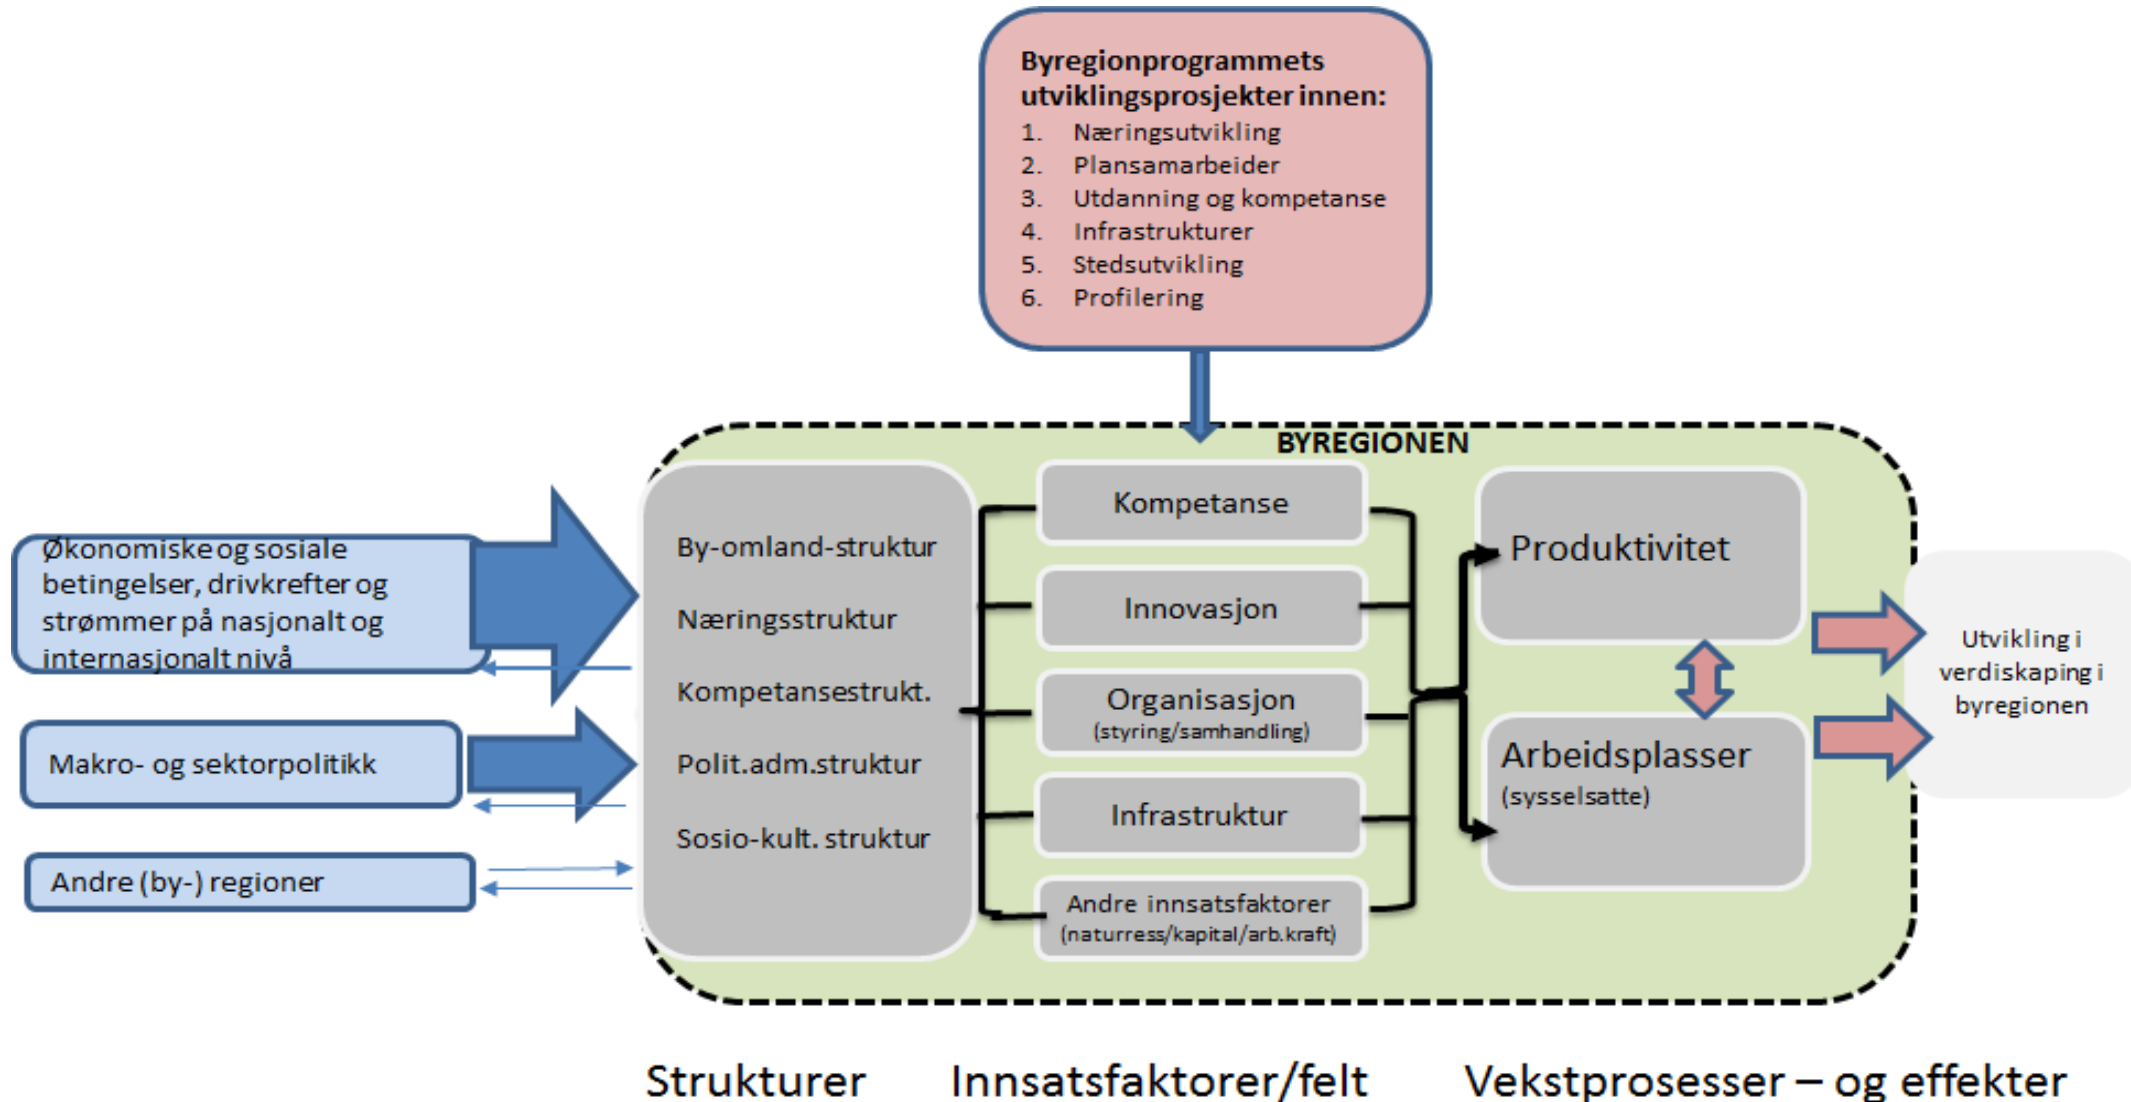 Byregionprogrammets
utviklingsprosjekter innen:
1. Næringsutvikling
2. Plansamarbeider
3. Utdanning og kompetanse
4. Infrastrukturer
5. Stedsutvikling
6. Profilering
BYREGIONEN
Økonomiske og sosiale
betingelser, drivkrefter og
strømmer på nasjonalt og
internasjonalt nivå
Makro- og sektorpolitikk
Andre (by-) regioner
By-omland-struktur
Næringsstruktur
Kompetansestrukt.
Polit.adm.struktur
Sosio-kult. struktur
Kompetanse
Innovasjon
Organisasjon
(styring/samhandling)
Infrastruktur
Andre innsatsfaktorer
(naturress/kapital/arb.kraft)
Produktivitet
Arbeidsplasser
(sysselsatte)
Utvikling i
verdiskaping i
byregionen
Strukturer
Innsatsfaktorer/felt
Vekstprosesser – og effekter